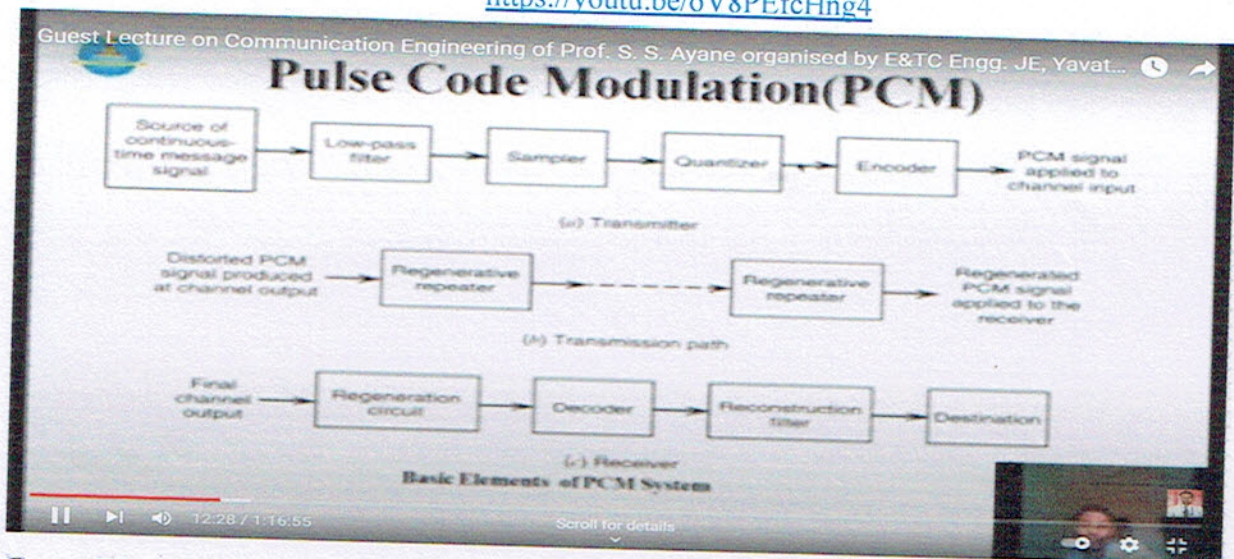 https://youtu.be/oV8PEfcHng4
Guest Lecture on Communication Engineering of Prof. S. S. Ayane organised by E&TC Engg. JE, Yavat...
Pulse Code Modulation(PCM)
Source of
continuous-
time message
signal
Low-pass
filter
Sampler
Quantizer
Encoder
PCM signal
applied to
channel input
(a) Transmitter
Distorted PCM
signal produced
at channel output
Regenerative
repeater
Regenerative
repeater
Regenerated
PCM signal
applied to the
receiver
(b) Transmission path
Final
channel
output
Regeneration
circuit
Decoder
Reconstruction
filter
Destination
(c) Receiver
Basic Elements of PCM System
12:28 / 1:16:55
Scroll for details